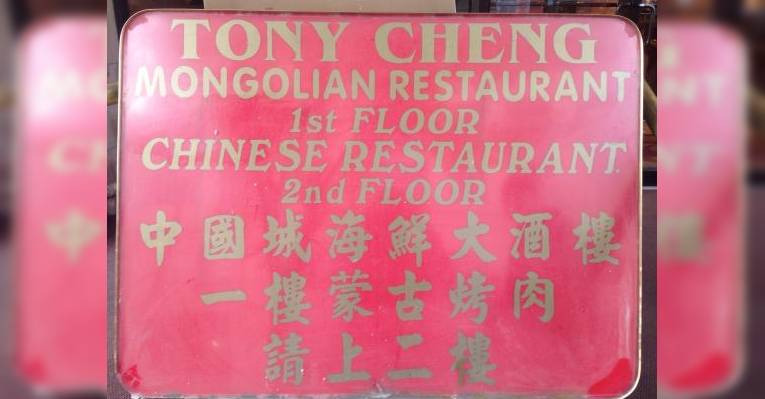 TONY CHENG
MONGOLIAN RESTAURANT
1st FLOOR
CHINESE RESTAURANT.
2nd FLOOR
中國城海鮮大酒樓
一樓蒙古烤肉
請上二樓